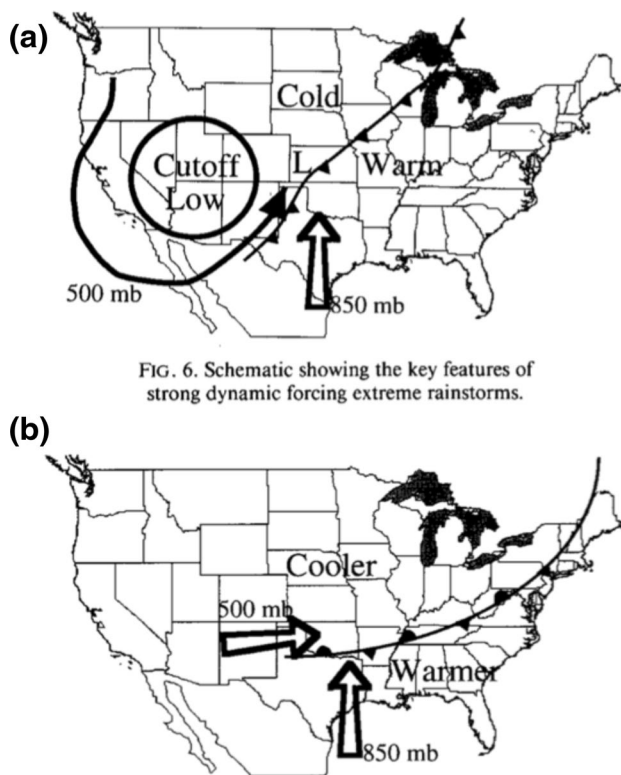 (a)
Cold
Cutoff
Low
L
Warm
500 mb
850 mb
FIG. 6. Schematic showing the key features of
strong dynamic forcing extreme rainstorms.
(b)
Cooler
500 mb
Warmer
850 mb